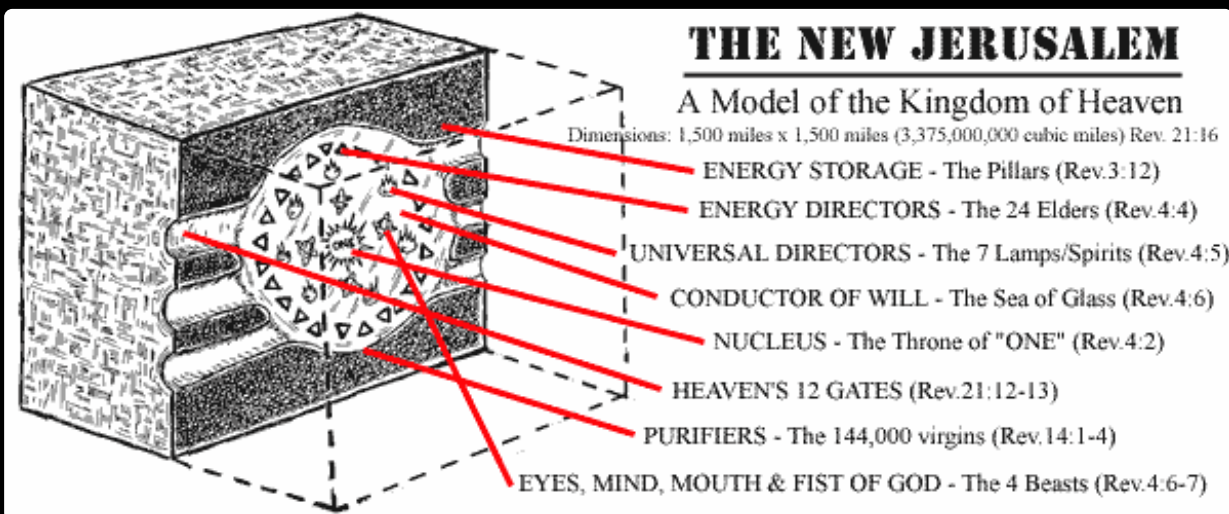 THE NEW JERUSALEM
A Model of the Kingdom of Heaven
Dimensions: 1,500 miles x 1,500 miles (3,375,000,000 cubic miles) Rev. 21:16
ENERGY STORAGE - The Pillars (Rev.3:12)
ENERGY DIRECTORS - The 24 Elders (Rev.4:4)
UNIVERSAL DIRECTORS - The 7 Lamps/Spirits (Rev.4:5)
CONDUCTOR OF WILL - The Sea of Glass (Rev.4:6)
ONE
NUCLEUS - The Throne of "ONE" (Rev.4:2)
HEAVEN'S 12 GATES (Rev.21:12-13)
PURIFIERS - The 144,000 virgins (Rev.14:1-4)
EYES, MIND, MOUTH & FIST OF GOD - The 4 Beasts (Rev.4:6-7)